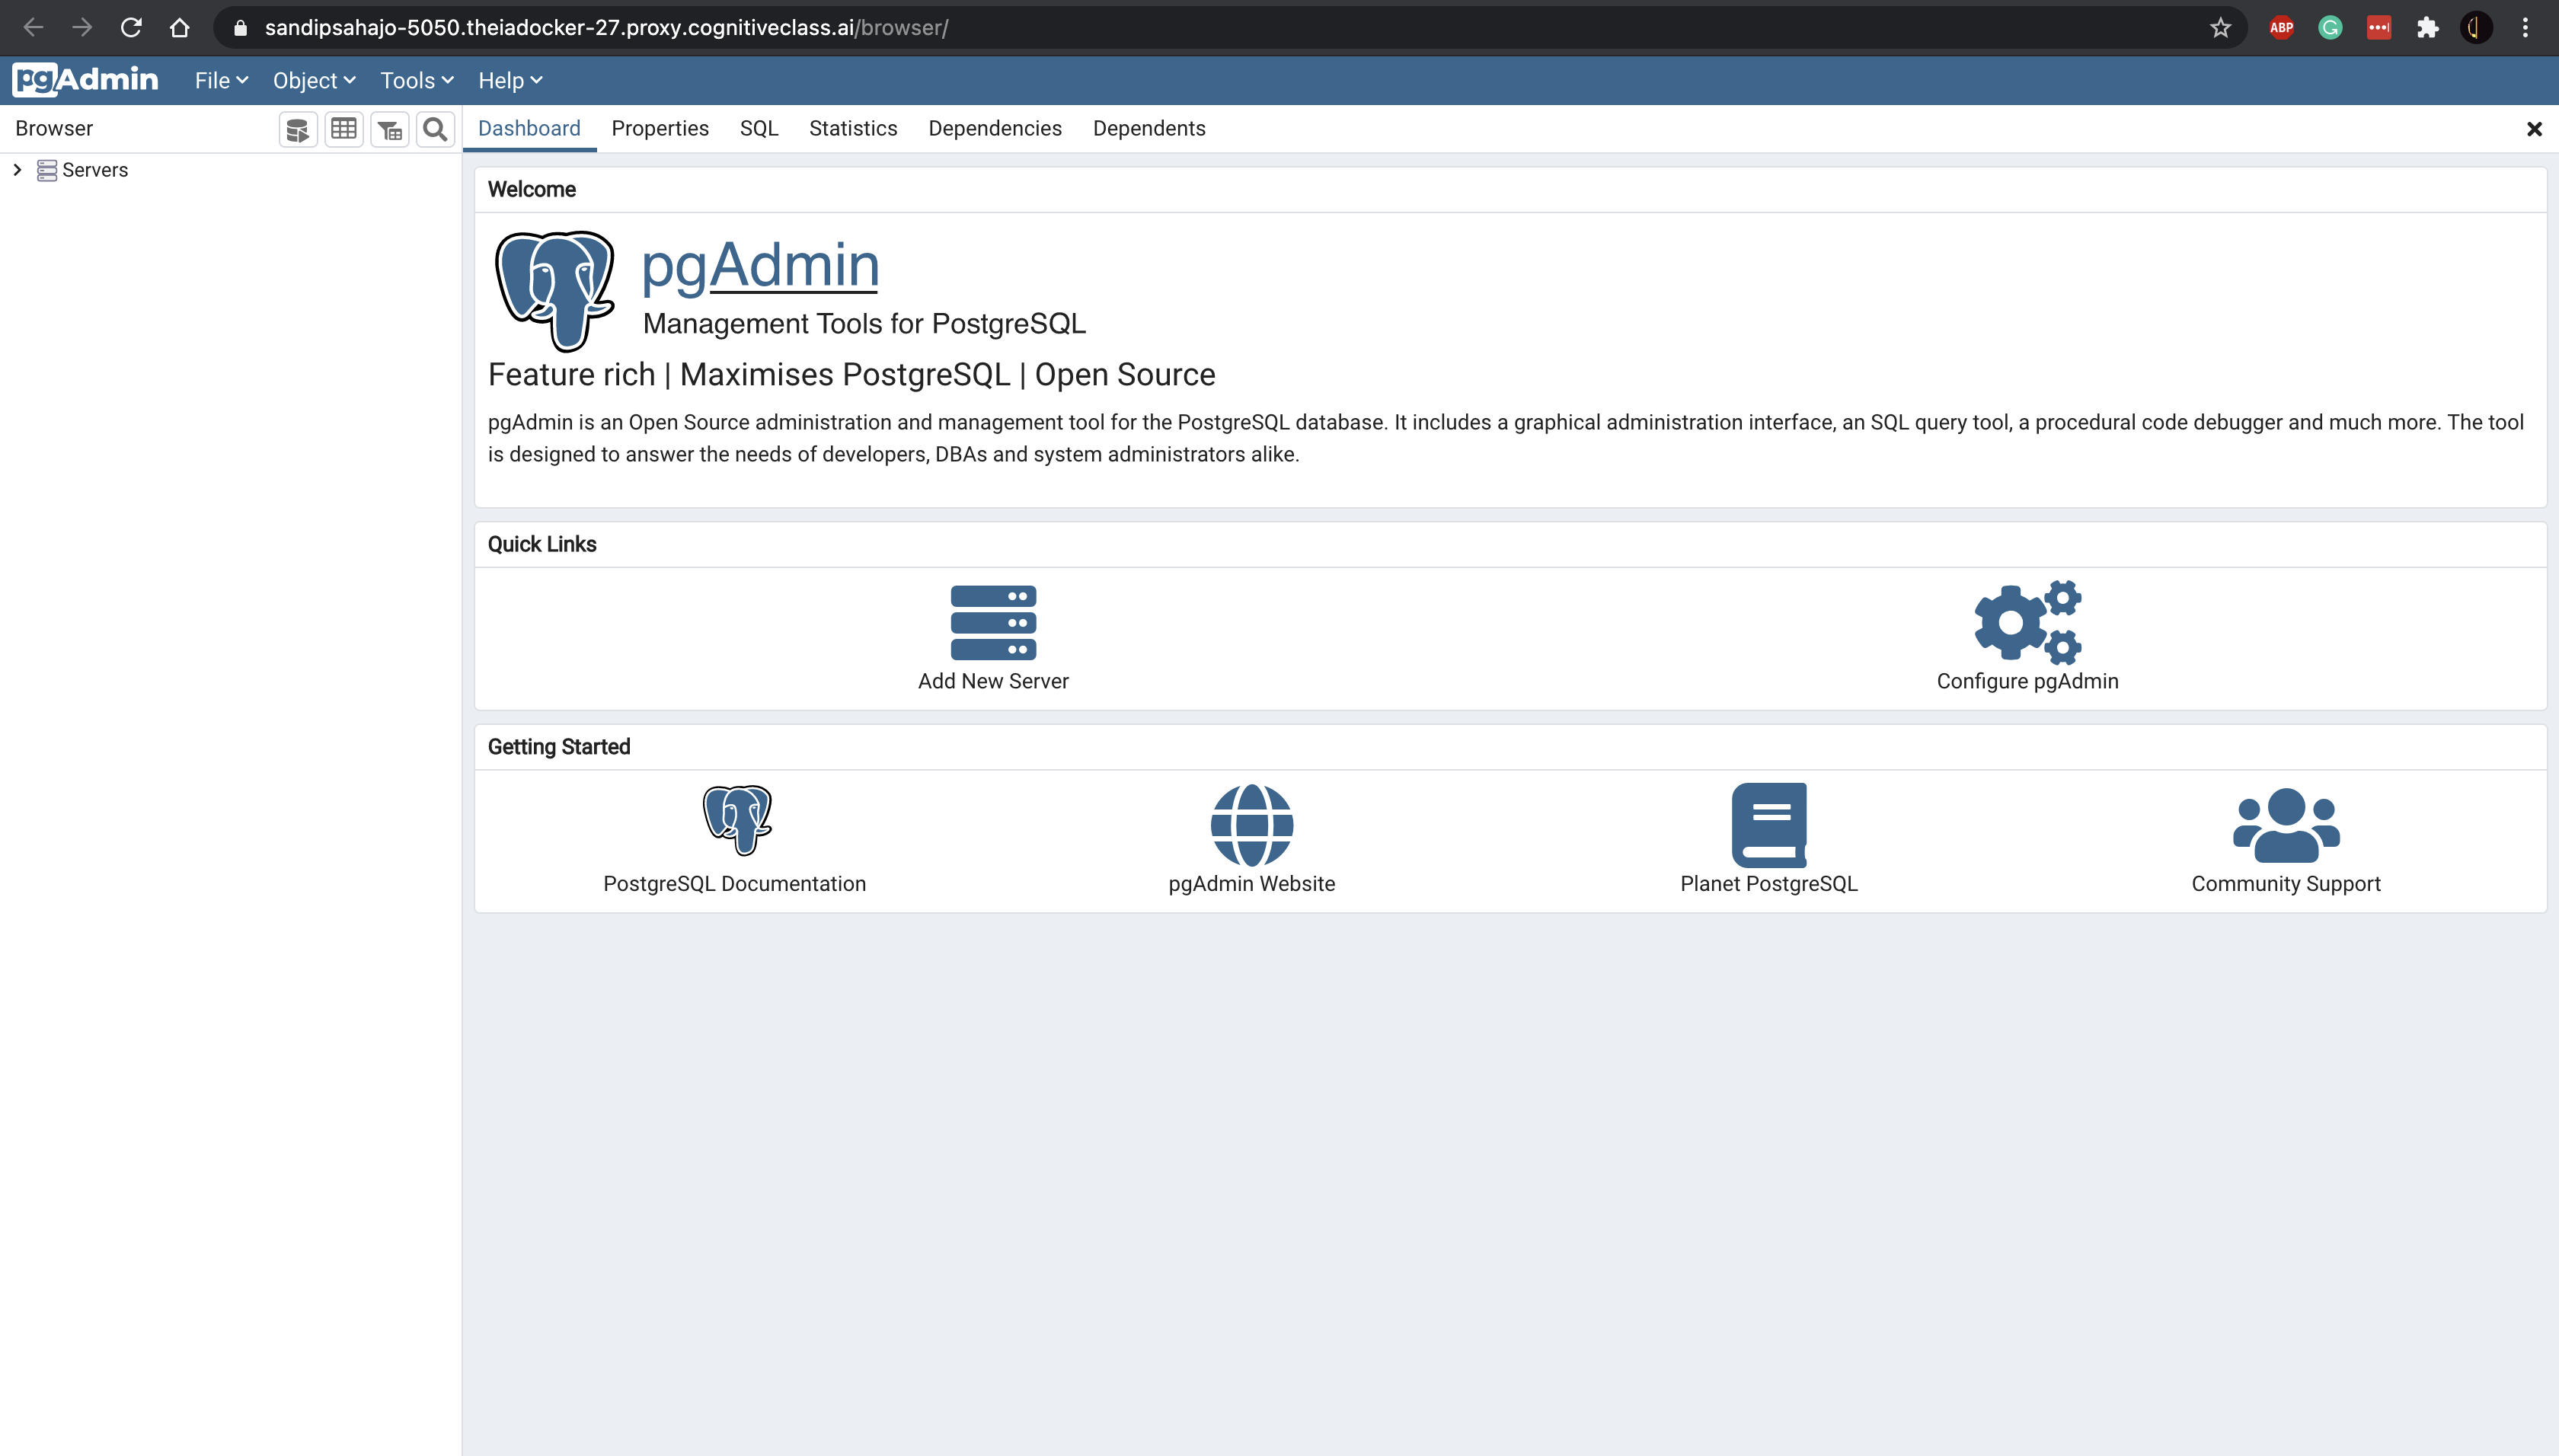 sandipsahajo-5050.theiadocker-27.proxy.cognitiveclass.ai/browser/
ABP
pgAdmin File Object Tools Help
Browser
Dashboard Properties SQL Statistics Dependencies Dependents
Servers
Welcome
pgAdmin
Management Tools for PostgreSQL
Feature rich | Maximises PostgreSQL | Open Source
pgAdmin is an Open Source administration and management tool for the PostgreSQL database. It includes a graphical administration interface, an SQL query tool, a procedural code debugger and much more. The tool
is designed to answer the needs of developers, DBAs and system administrators alike.
Quick Links
Add New Server
Configure pgAdmin
Getting Started
PostgreSQL Documentation
pgAdmin Website
Planet PostgreSQL
Community Support